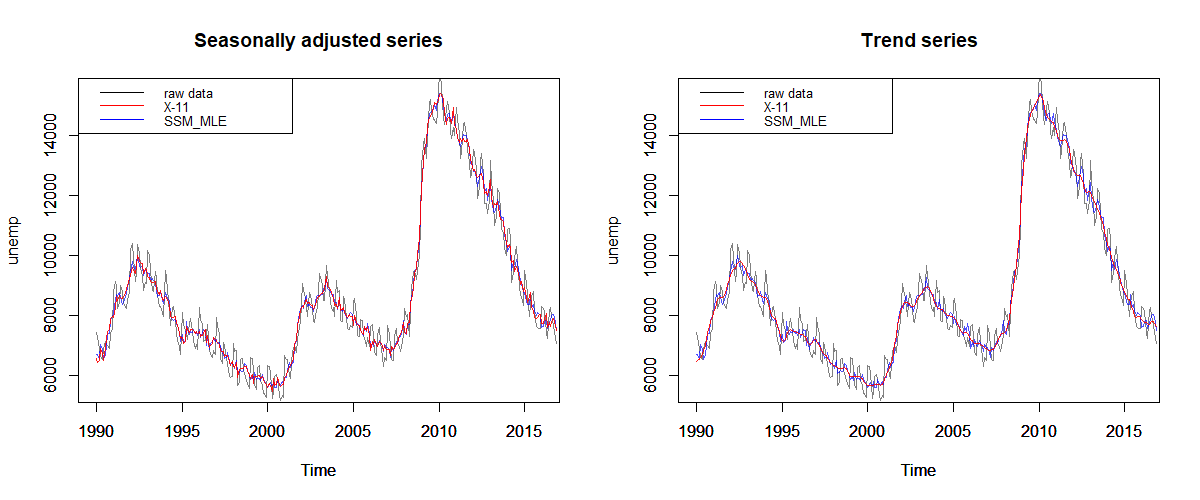 Seasonally adjusted series
raw data
X-11
SSM_MLE
unemp
14000
12000
10000
8000
6000
1990 1995 2000 2005 2010 2015
Time
Trend series
raw data
X-11
SSM_MLE
unemp
14000
12000
10000
8000
6000
1990 1995 2000 2005 2010 2015
Time